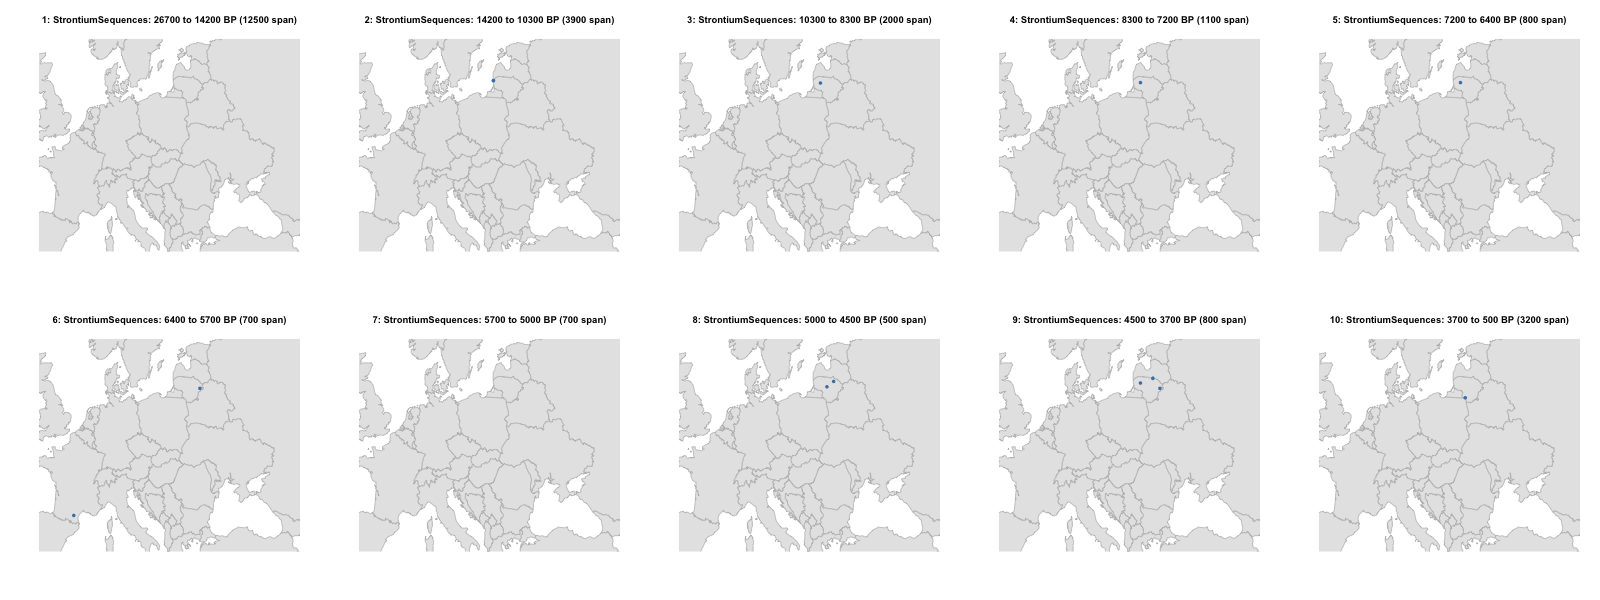 1: StrontiumSequences: 26700 to 14200 BP (12500 span)
2: StrontiumSequences: 14200 to 10300 BP (3900 span)
3: StrontiumSequences: 10300 to 8300 BP (2000 span)
4: StrontiumSequences: 8300 to 7200 BP (1100 span)
5: StrontiumSequences: 7200 to 6400 BP (800 span)
6: StrontiumSequences: 6400 to 5700 BP (700 span)
7: StrontiumSequences: 5700 to 5000 BP (700 span)
8: StrontiumSequences: 5000 to 4500 BP (500 span)
9: StrontiumSequences: 4500 to 3700 BP (800 span)
10: StrontiumSequences: 3700 to 500 BP (3200 span)